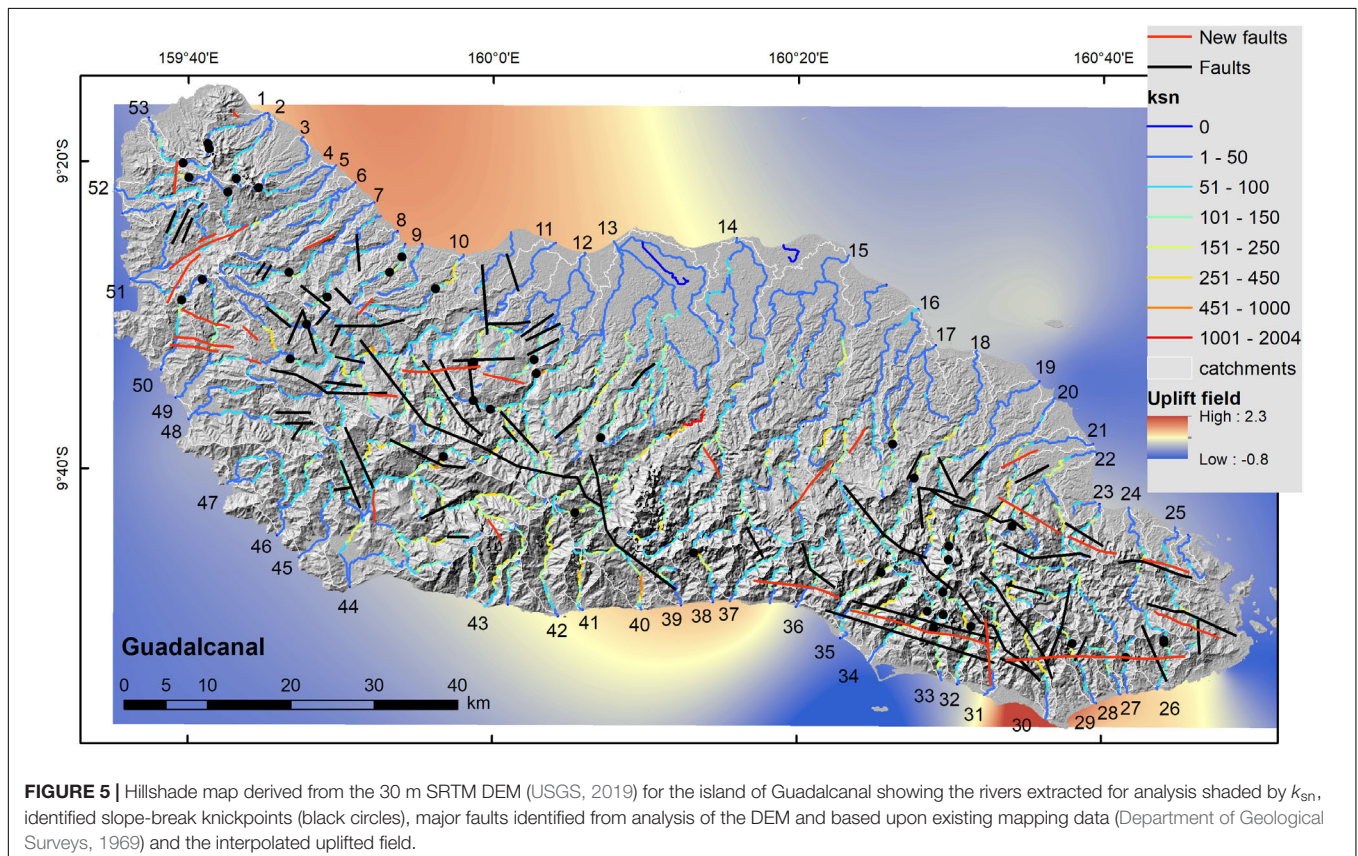 159°40'E
160°0'E
160°20'E
160°40'E
9°20'S
9°40'S
New faults
Faults
ksn
0
1 - 50
51 - 100
101 - 150
151 - 250
251 - 450
451 - 1000
1001 - 2004
catchments
Uplift field
High : 2.3
Low : -0.8
53
1
2
3
4
5
6
7
8
9
10
11
12
13
14
15
16
17
18
19
20
21
22
23
24
25
26
27
28
29
30
31
32
33
34
35
36
37
38
39
40
41
42
43
44
45
46
47
48
49
50
51
52
Guadalcanal
0 5 10 20 30 40
km
FIGURE 5 | Hillshade map derived from the 30 m SRTM DEM (USGS, 2019) for the island of Guadalcanal showing the rivers extracted for analysis shaded by ksn,
identified slope-break knickpoints (black circles), major faults identified from analysis of the DEM and based upon existing mapping data (Department of Geological
Surveys, 1969) and the interpolated uplifted field.